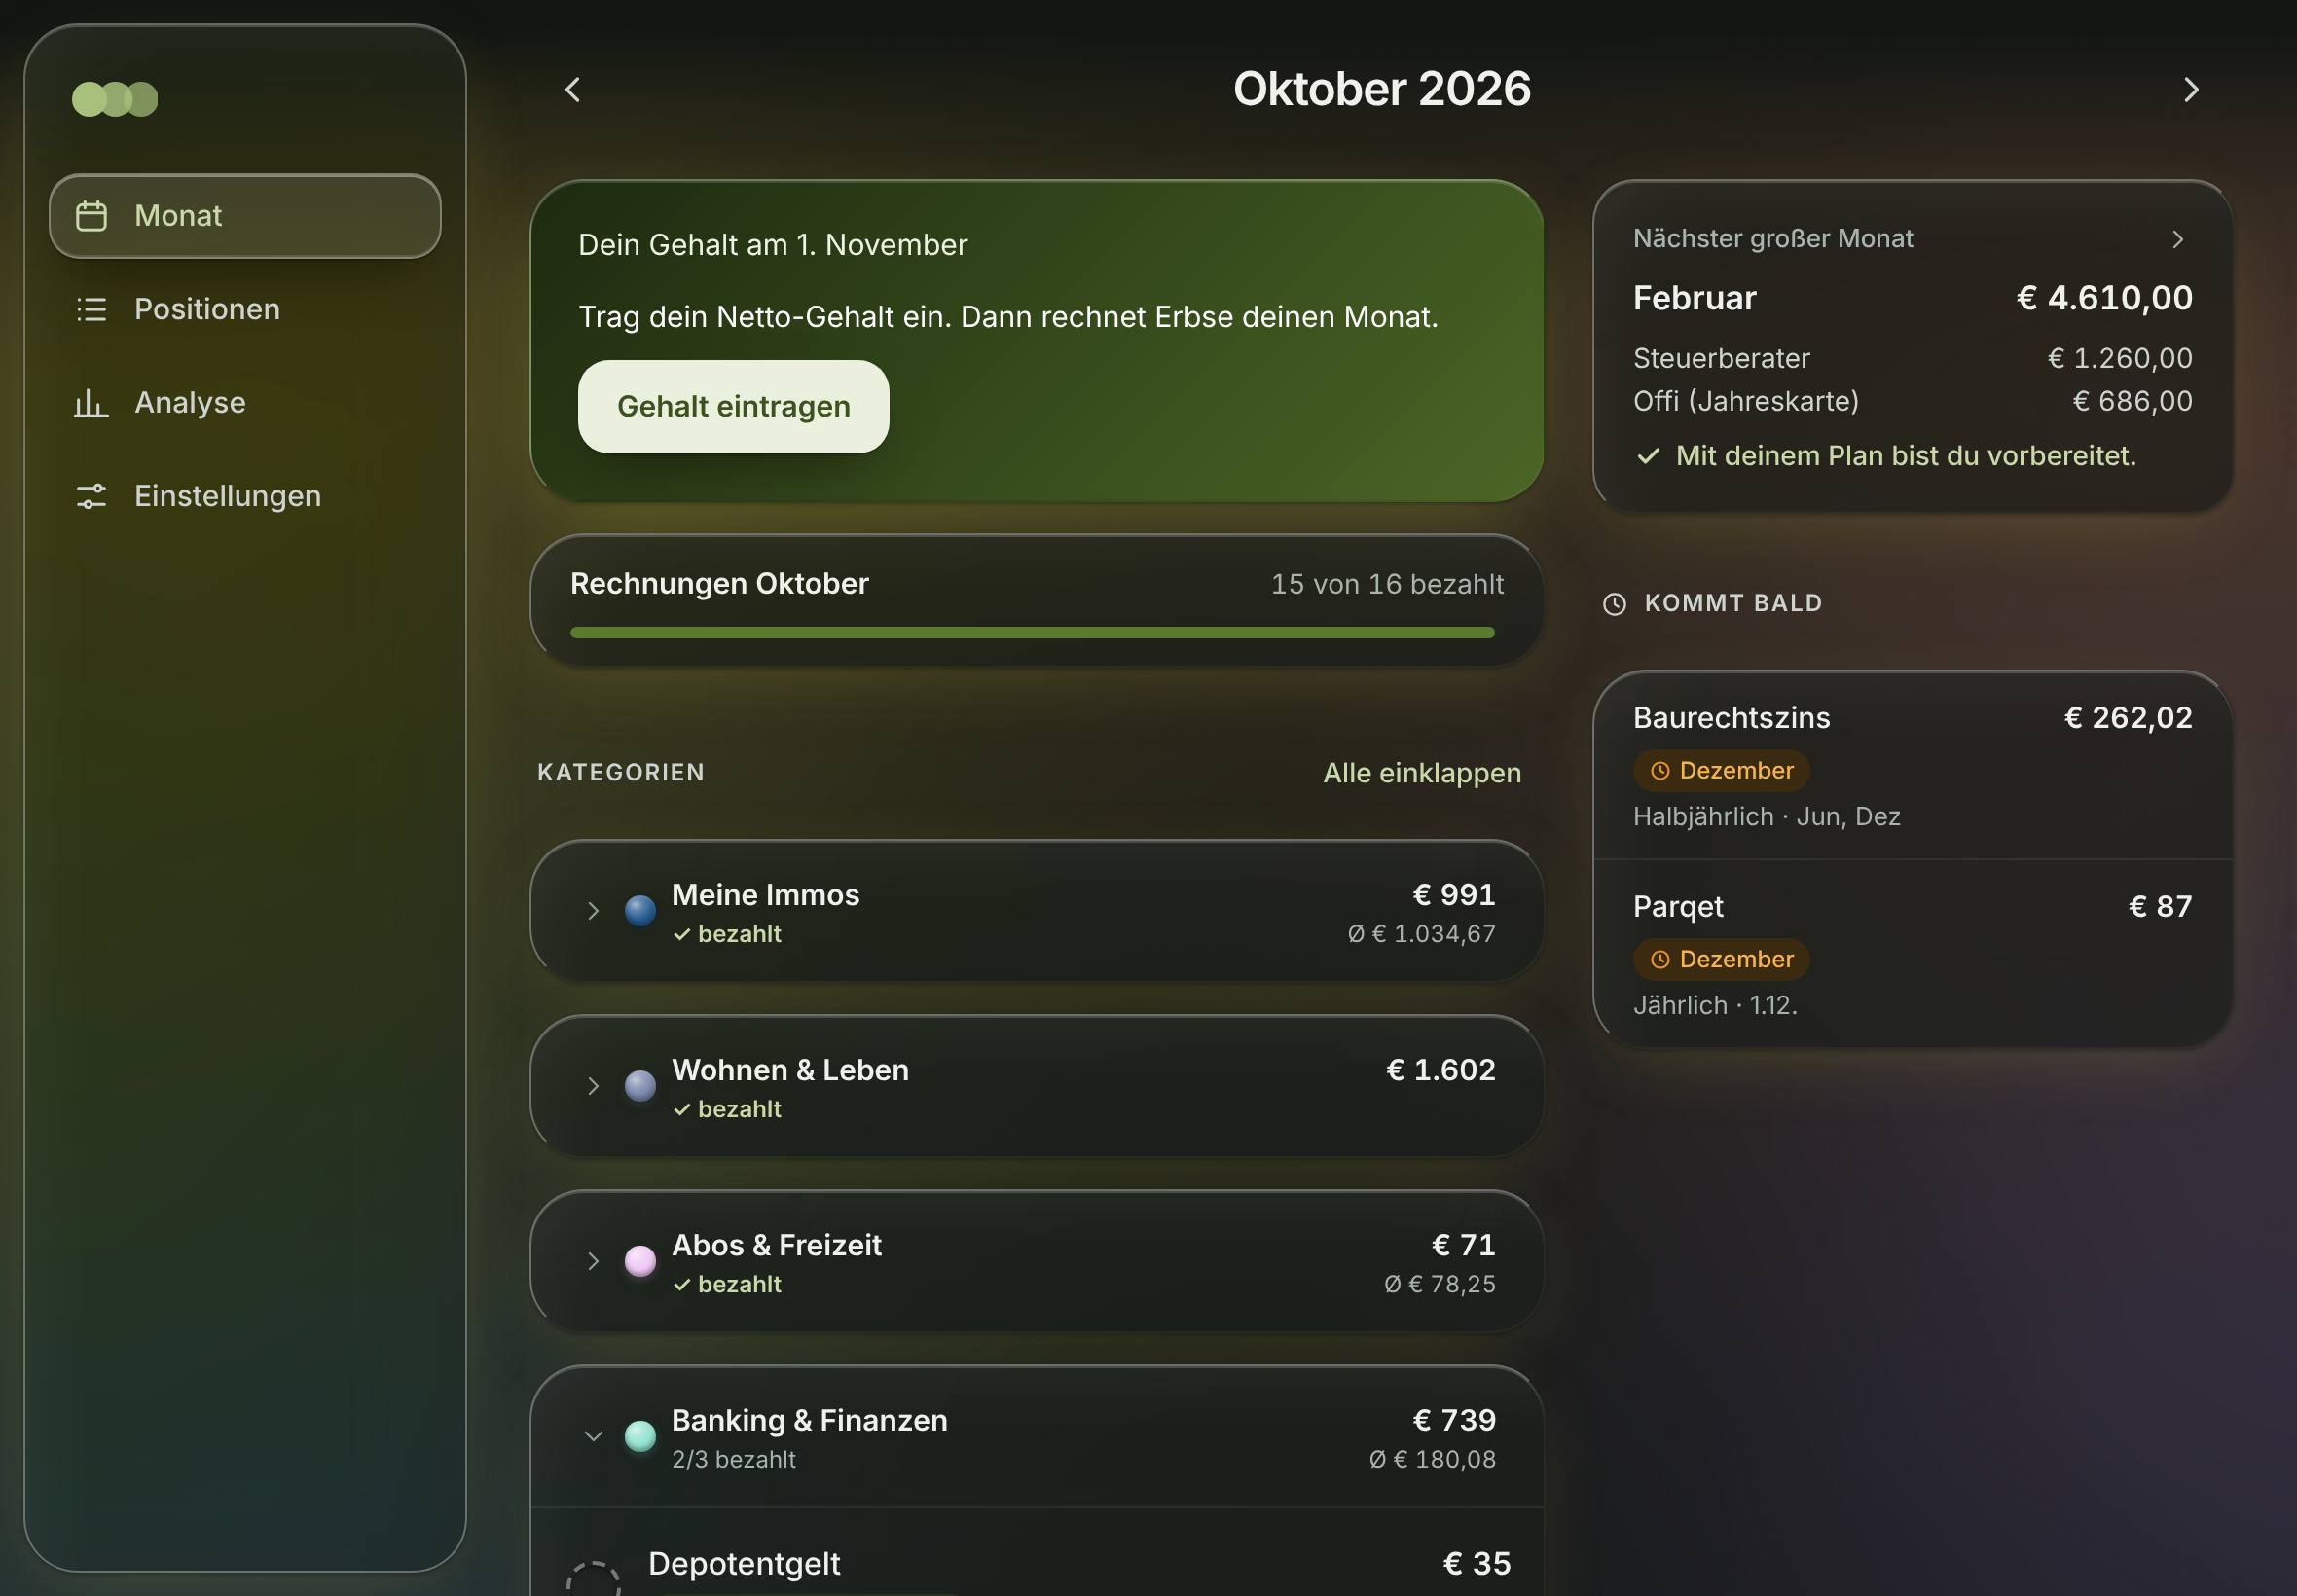 Monat
Positionen
Analyse
Einstellungen
Oktober 2026
Dein Gehalt am 1. November
Trag dein Netto-Gehalt ein. Dann rechnet Erbse deinen Monat.
Gehalt eintragen
Rechnungen Oktober 15 von 16 bezahlt
KATEGORIEN Alle einklappen
Meine Immos € 991
bezahlt Ø € 1.034,67
Wohnen & Leben € 1.602
bezahlt
Abos & Freizeit € 71
bezahlt Ø € 78,25
Banking & Finanzen € 739
2/3 bezahlt Ø € 180,08
Depotentgelt € 35
Nächster großer Monat
Februar € 4.610,00
Steuerberater € 1.260,00
Offi (Jahreskarte) € 686,00
Mit deinem Plan bist du vorbereitet.
KOMMT BALD
Baurechtszins € 262,02
Dezember
Halbjährlich · Jun, Dez
Parqet € 87
Dezember
Jährlich · 1.12.